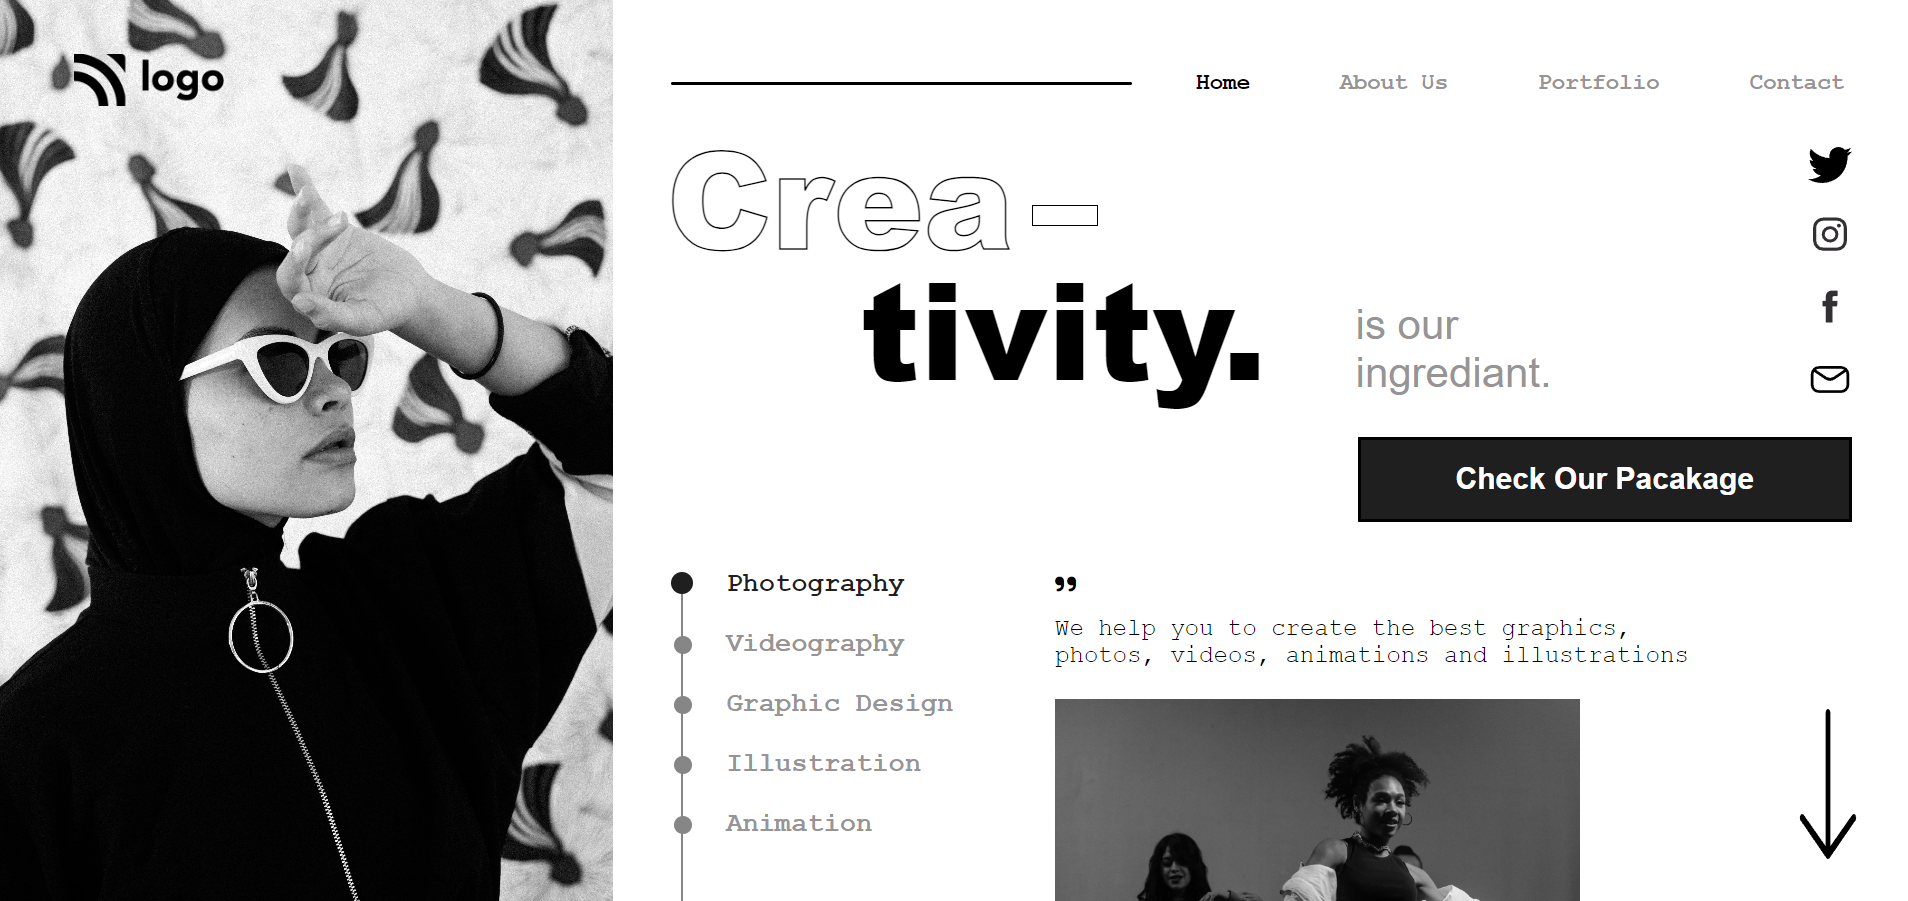 logo
Home About Us Portfolio Contact
Crea-
tivity.
is our
ingrediant.
Check Our Pacakage
Photography
Videography
Graphic Design
Illustration
Animation
”
We help you to create the best graphics,
photos, videos, animations and illustrations